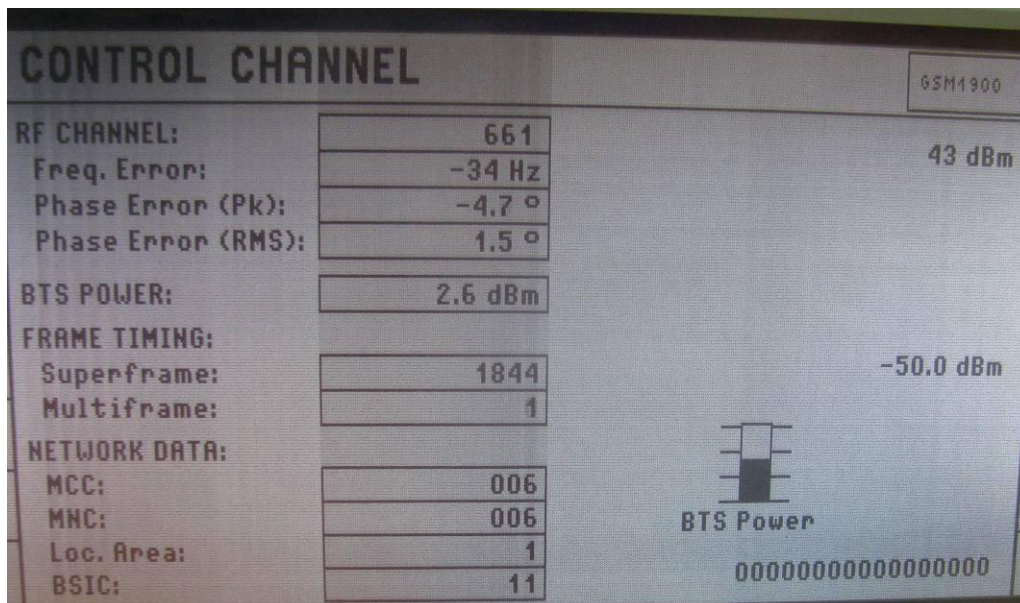 CONTROL CHANNEL
GSM1900
RF CHANNEL: 661
43 dBm
Freq. Error: -34 Hz
Phase Error (Pk): -4.7 °
Phase Error (RMS): 1.5 °
BTS POWER: 2.6 dBm
FRAME TIMING:
Superframe: 1844
-50.0 dBm
Multiframe: 1
NETWORK DATA:
MCC: 006
MNC: 006
BTS Power
Loc. Area: 1
BSIC: 11
0000000000000000